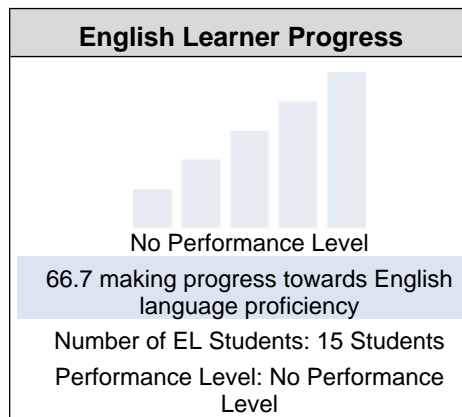 English Learner Progress
No Performance Level
66.7 making progress towards English
language proficiency
Number of EL Students: 15 Students
Performance Level: No Performance
Level